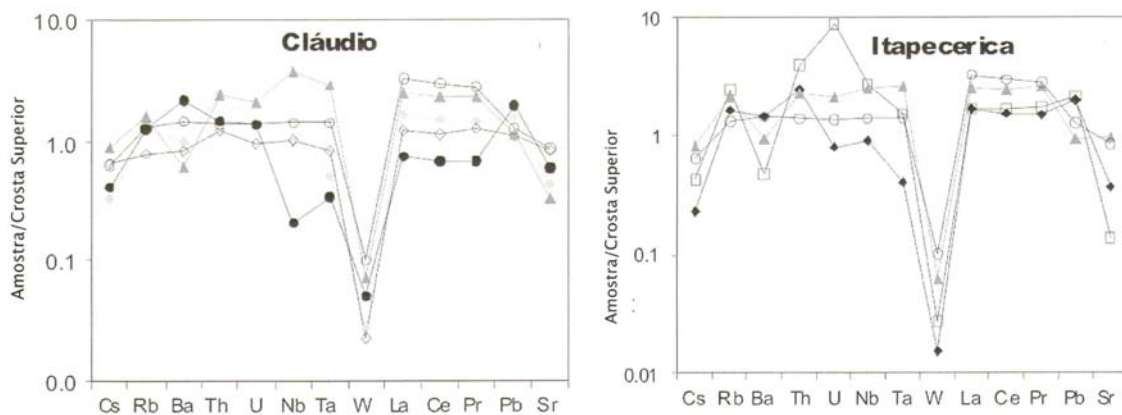 Cláudio
10.0
1.0
0.1
0.0
Amostra/Crosta Superior
Cs Rb Ba Th U Nb Ta W La Ce Pr Pb Sr
Itapecerica
10
1
0.1
0.01
Amostra/Crosta Superior
Cs Rb Ba Th U Nb Ta W La Ce Pr Pb Sr